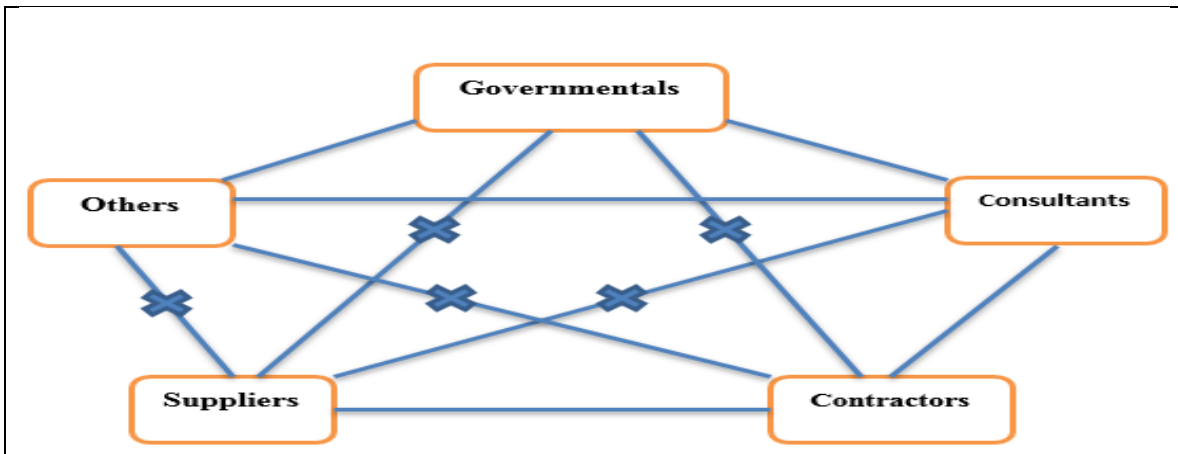 Governmentals
Others
Consultants
Suppliers
Contractors